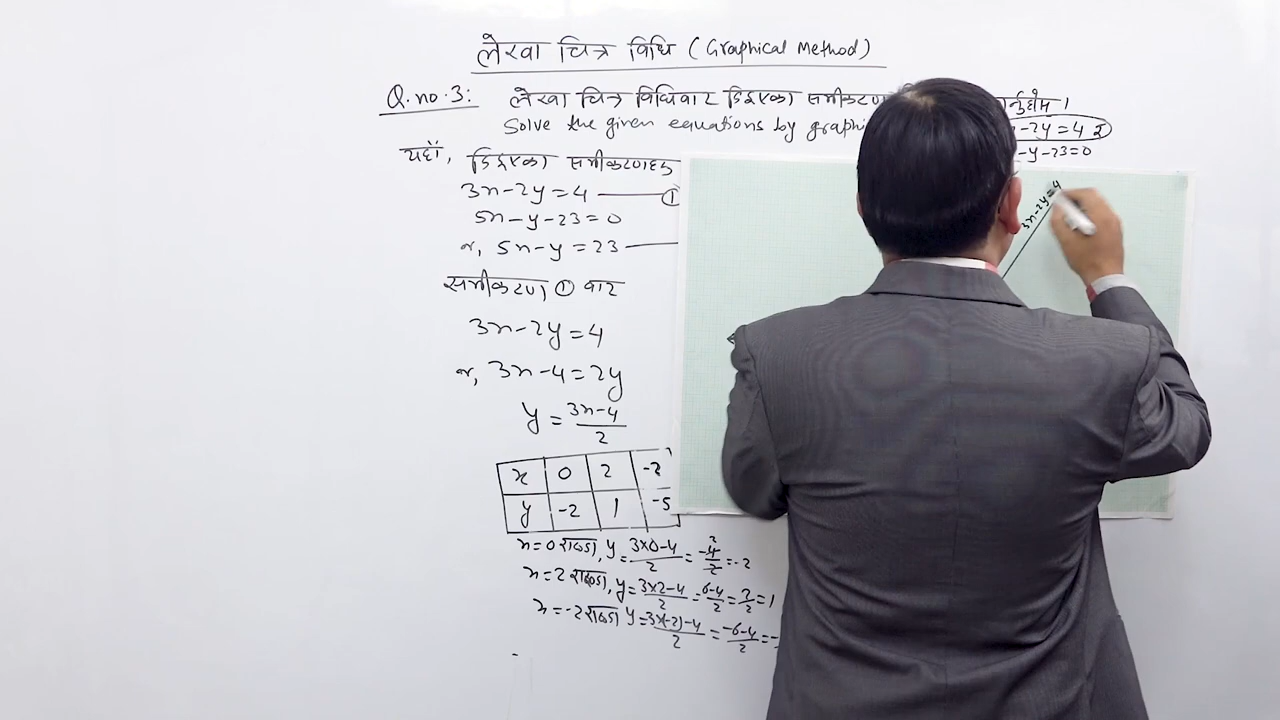 लेखा चित्र विधि (Graphical Method)
Q.no.3: लेखा चित्र विधिबाट दिइएका समीकरण
Solve the given equations by graphi
-2y=4 र
-y-23=0
यहाँ, दिइएका समीकरणहरू
3x-2y=4 ——— ①
5x-y-23=0
or, 5x-y=23 ———
समीकरण ① बाट
3x-2y=4
or, 3x-4=2y
y = 3x-4/2
x 0 2 -2
y -2 1 -5
x=0 राख्दा, y=3×0-4/2 = -4/2 = -2
x=2 राख्दा, y=3×2-4/2 = 6-4/2 = 2/2 = 1
x=-2 राख्दा y=3×(-2)-4/2 = -6-4/2 = -
3x-2y=4